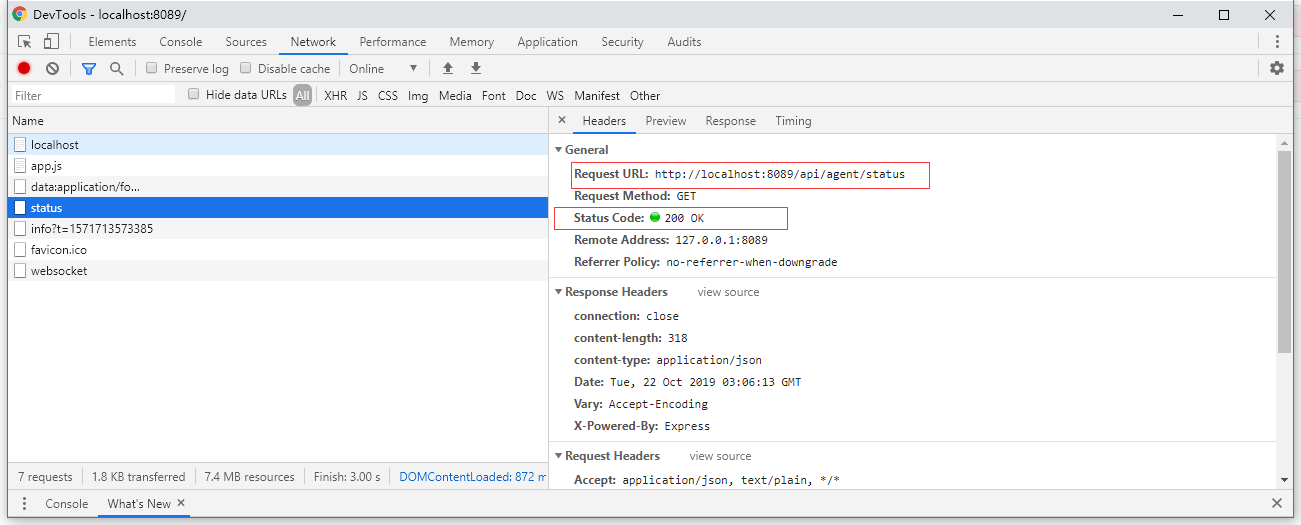 DevTools - localhost:8089/
Elements Console Sources Network Performance Memory Application Security Audits
Preserve log Disable cache Online
Filter Hide data URLs All XHR JS CSS Img Media Font Doc WS Manifest Other
Name
localhost
app.js
data:application/fo...
status
info?t=1571713573385
favicon.ico
websocket
7 requests 1.8 KB transferred 7.4 MB resources Finish: 3.00 s DOMContentLoaded: 872 m
Headers Preview Response Timing
General
Request URL: http://localhost:8089/api/agent/status
Request Method: GET
Status Code: 200 OK
Remote Address: 127.0.0.1:8089
Referrer Policy: no-referrer-when-downgrade
Response Headers view source
connection: close
content-length: 318
content-type: application/json
Date: Tue, 22 Oct 2019 03:06:13 GMT
Vary: Accept-Encoding
X-Powered-By: Express
Request Headers view source
Accept: application/json, text/plain, */*
Console What's New